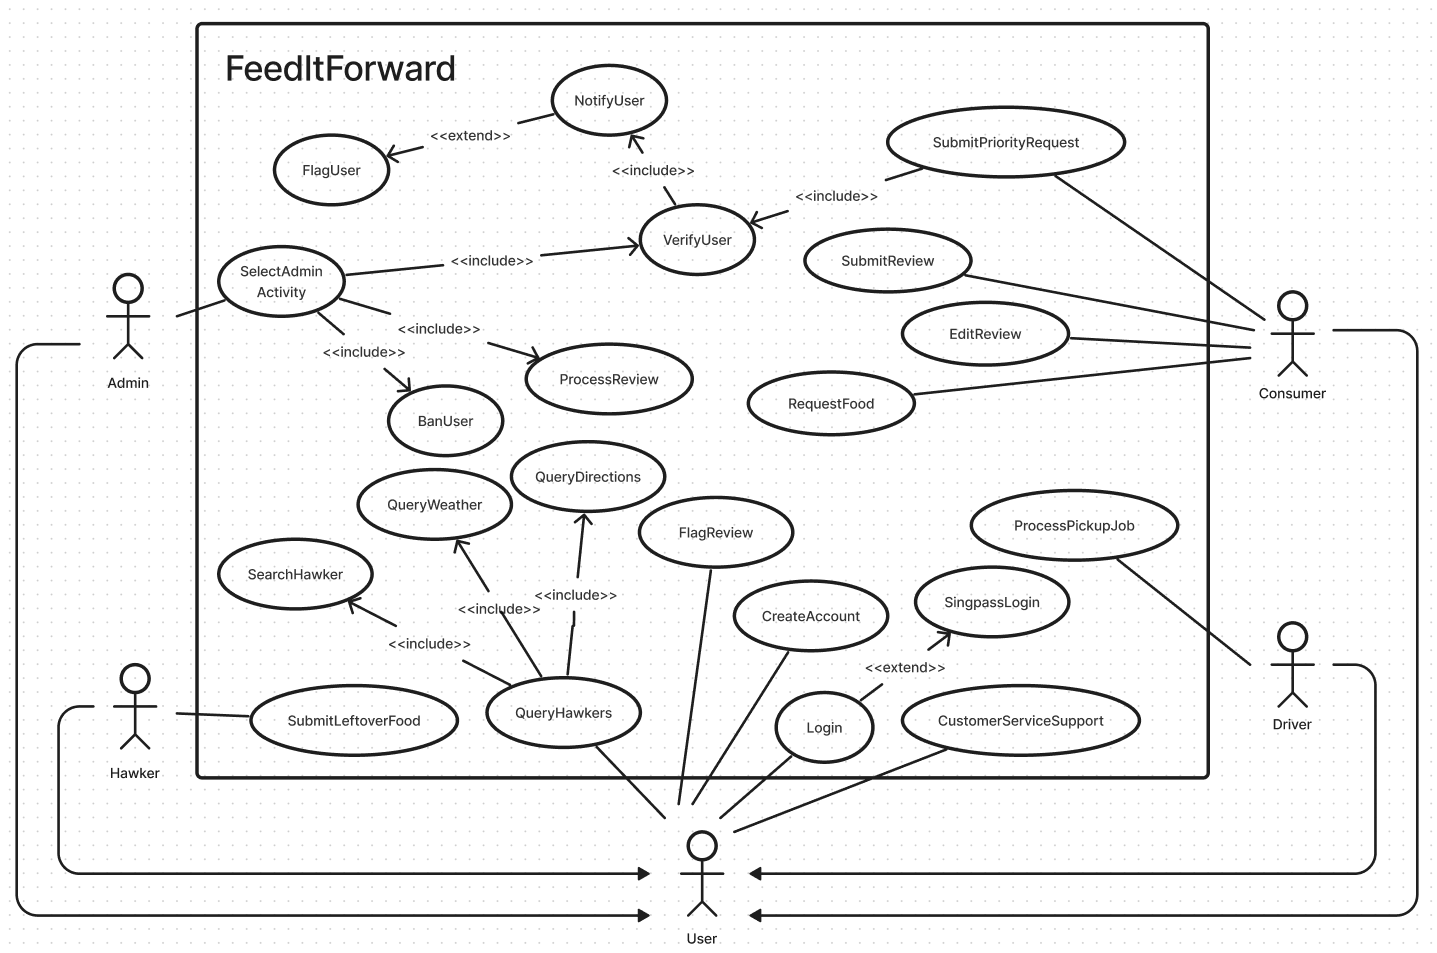 FeedItForward
NotifyUser
<<extend>>
FlagUser
<<include>>
SubmitPriorityRequest
<<include>>
VerifyUser
SelectAdmin
Activity
<<include>>
SubmitReview
<<include>>
<<include>>
EditReview
Admin
ProcessReview
Consumer
RequestFood
BanUser
QueryDirections
QueryWeather
FlagReview
ProcessPickupJob
SearchHawker
<<include>>
<<include>>
CreateAccount
SingpassLogin
<<include>>
<<extend>>
SubmitLeftoverFood
QueryHawkers
Login
CustomerServiceSupport
Driver
Hawker
User